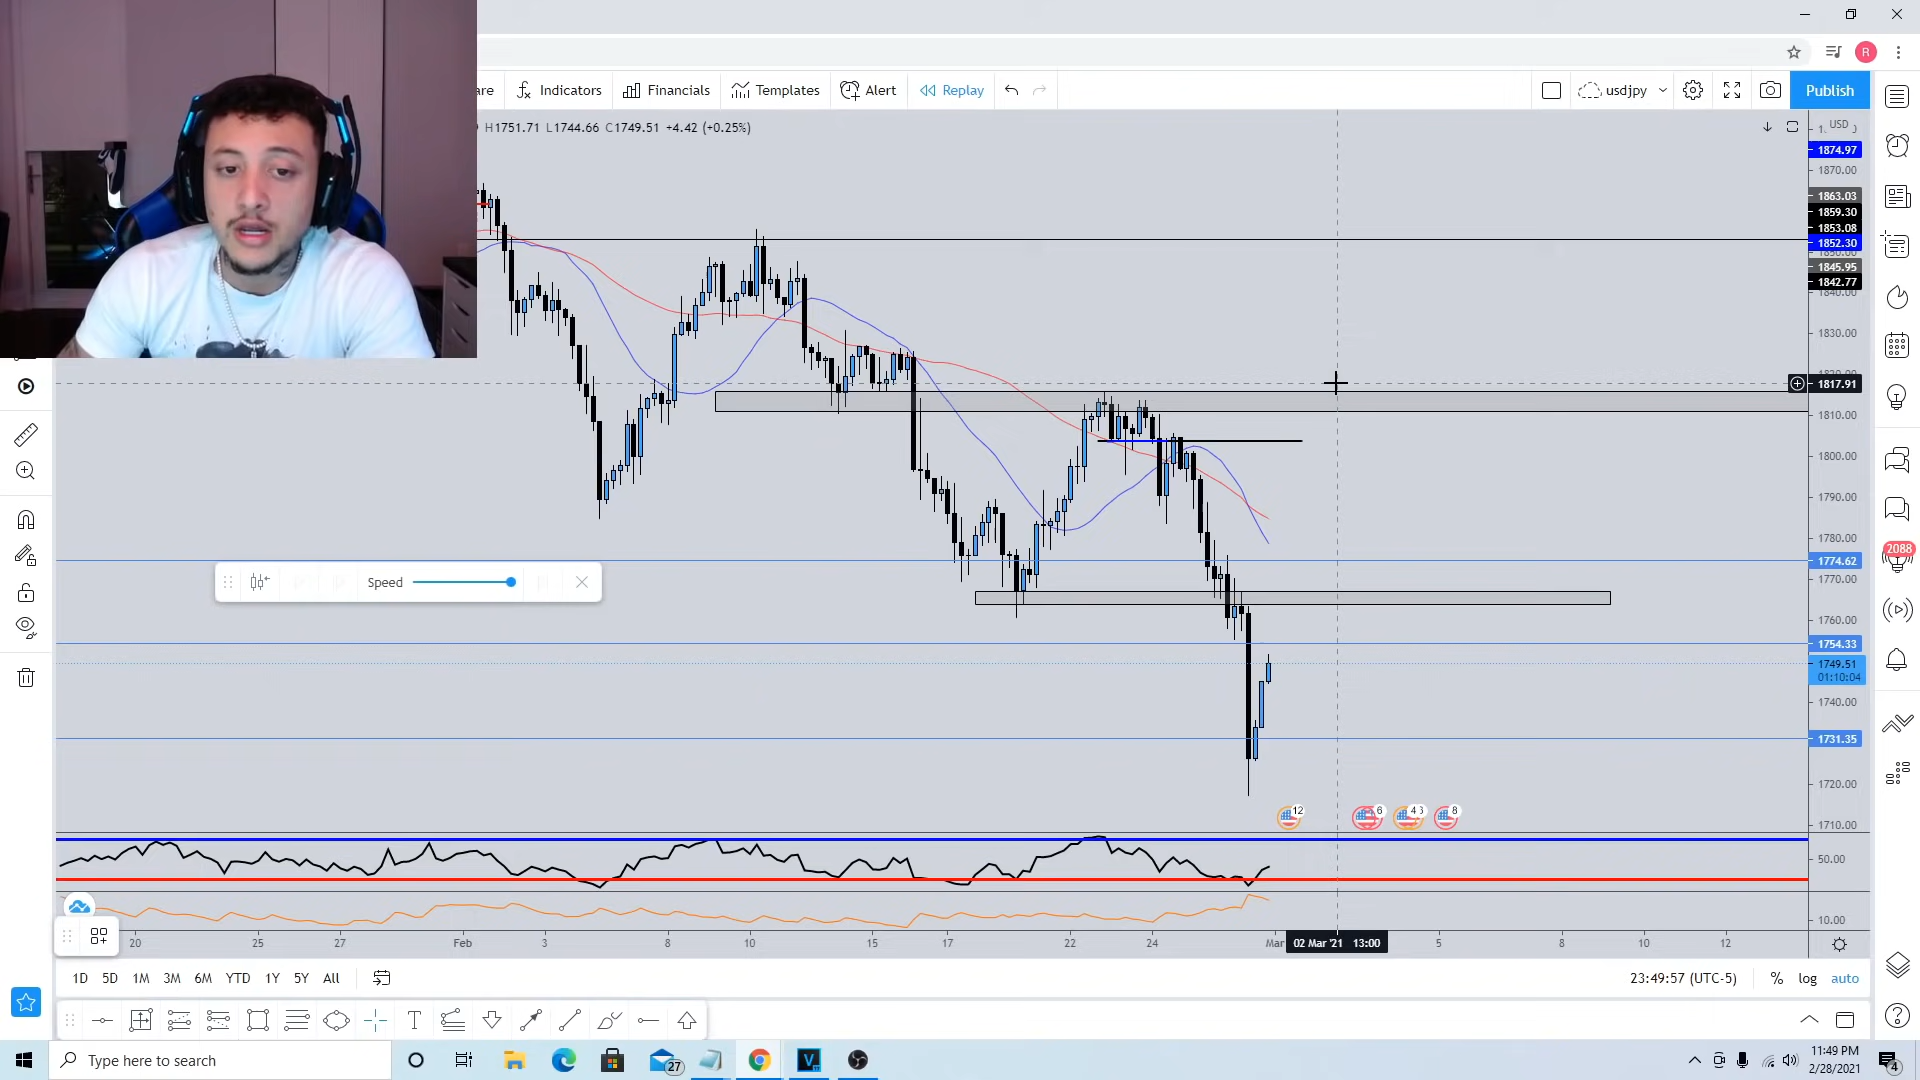 R
are
Indicators
Financials
Templates
Alert
Replay
usdjpy
Publish
H1751.71 L1744.66 C1749.51 +4.42 (+0.25%)
USD
1874.97
1870.00
1863.03
1859.30
1853.08
1852.30
1845.95
1842.77
1840.00
1830.00
1817.91
1810.00
1800.00
1790.00
1780.00
1774.62
1770.00
1760.00
1754.33
1749.51
01:10:04
1740.00
1731.35
1720.00
1710.00
50.00
10.00
2088
Speed
12
6
4 3
8
20
25
27
Feb
3
8
10
15
17
22
24
Mar
02 Mar '21 13:00
5
8
10
12
1D 5D 1M 3M 6M YTD 1Y 5Y All
23:49:57 (UTC-5)
%
log
auto
T
Type here to search
27
V
11:49 PM
2/28/2021
4